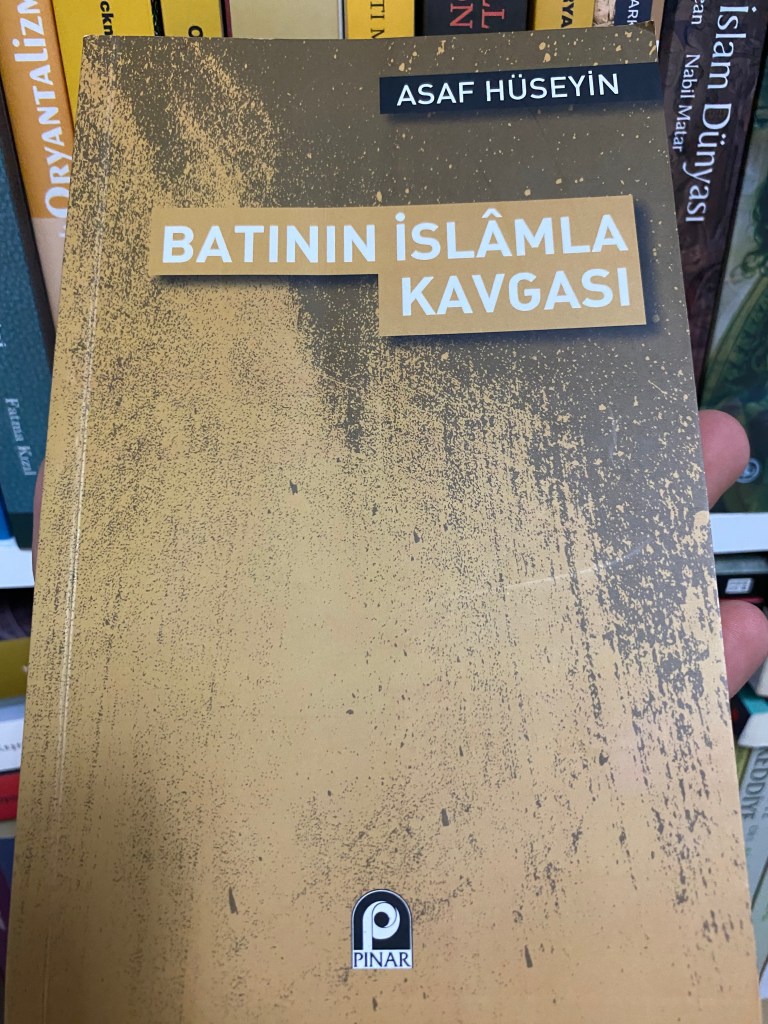 ASAF HÜSEYİN
BATININ İSLÂMLA
KAVGASI
PINAR
ORYANTALİZM
Fatma Kızıl
İslam Dünyası
Nabil Matar